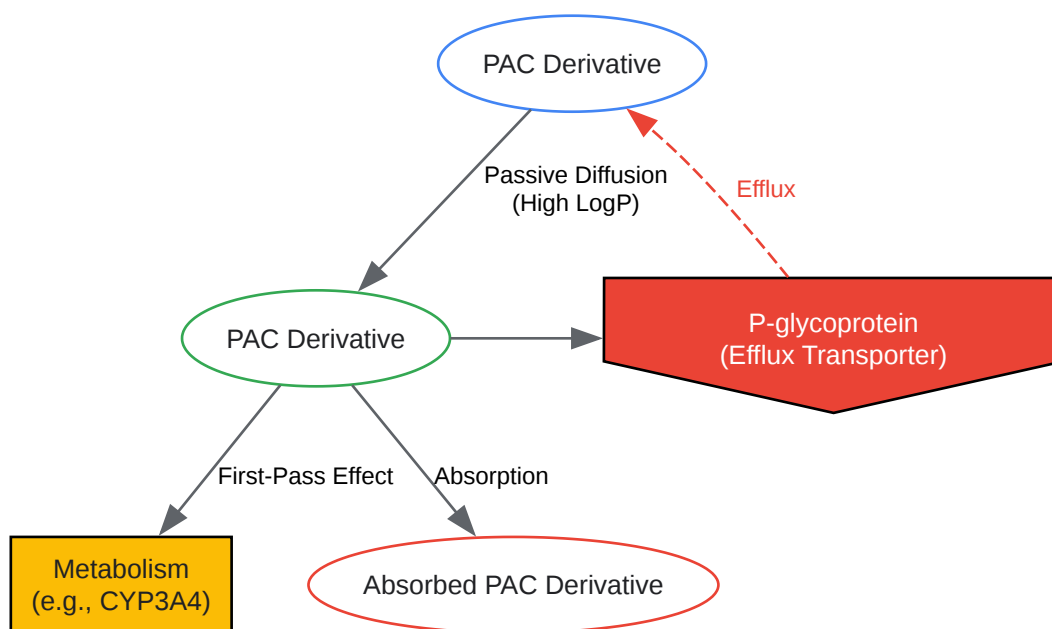 PAC Derivative
Passive Diffusion
(High LogP)
Efflux
PAC Derivative
P-glycoprotein
(Efflux Transporter)
First-Pass Effect
Absorption
Metabolism
(e.g., CYP3A4)
Absorbed PAC Derivative